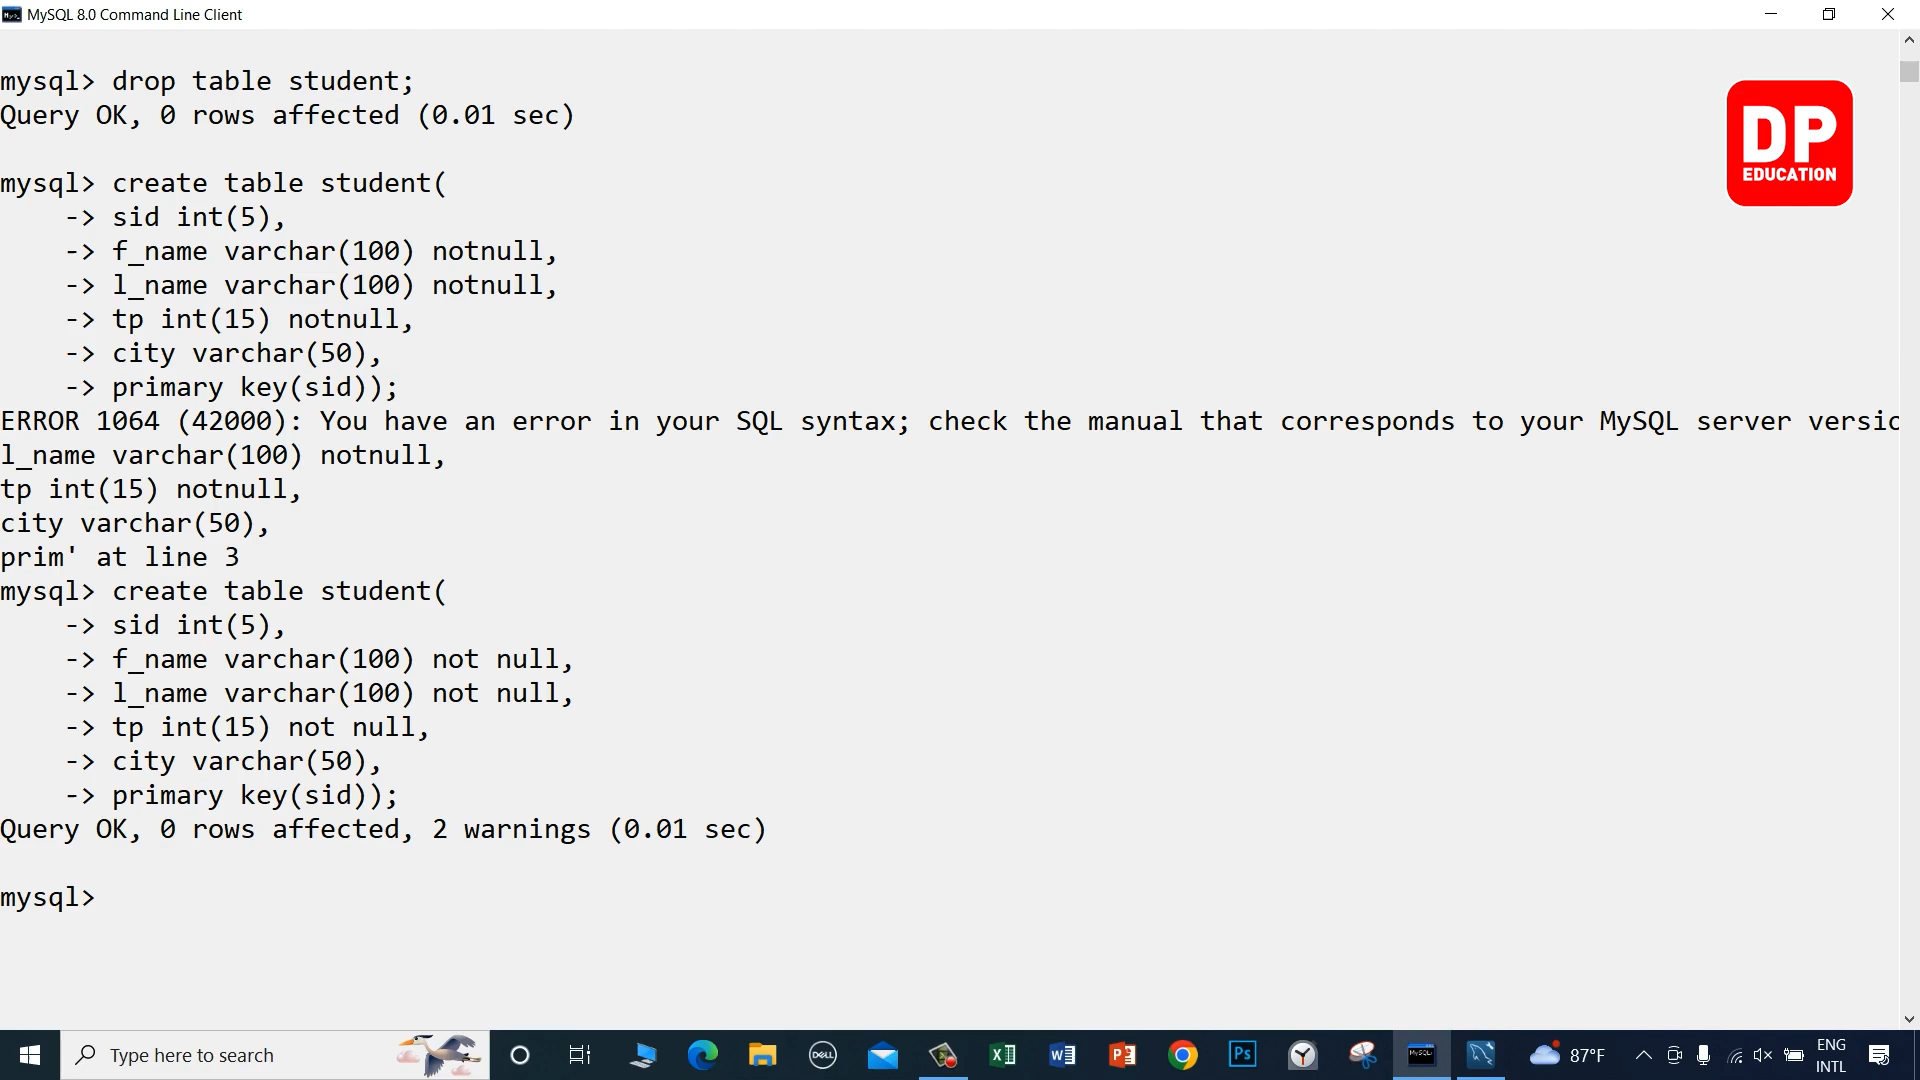 MySQL 8.0 Command Line Client
mysql> drop table student;
Query OK, 0 rows affected (0.01 sec)
DP
EDUCATION
mysql> create table student(
    -> sid int(5),
    -> f_name varchar(100) notnull,
    -> l_name varchar(100) notnull,
    -> tp int(15) notnull,
    -> city varchar(50),
    -> primary key(sid));
ERROR 1064 (42000): You have an error in your SQL syntax; check the manual that corresponds to your MySQL server versio
l_name varchar(100) notnull,
tp int(15) notnull,
city varchar(50),
prim' at line 3
mysql> create table student(
    -> sid int(5),
    -> f_name varchar(100) not null,
    -> l_name varchar(100) not null,
    -> tp int(15) not null,
    -> city varchar(50),
    -> primary key(sid));
Query OK, 0 rows affected, 2 warnings (0.01 sec)
mysql>
Type here to search
DELL
Ps
MySQL
87°F
ENG
INTL